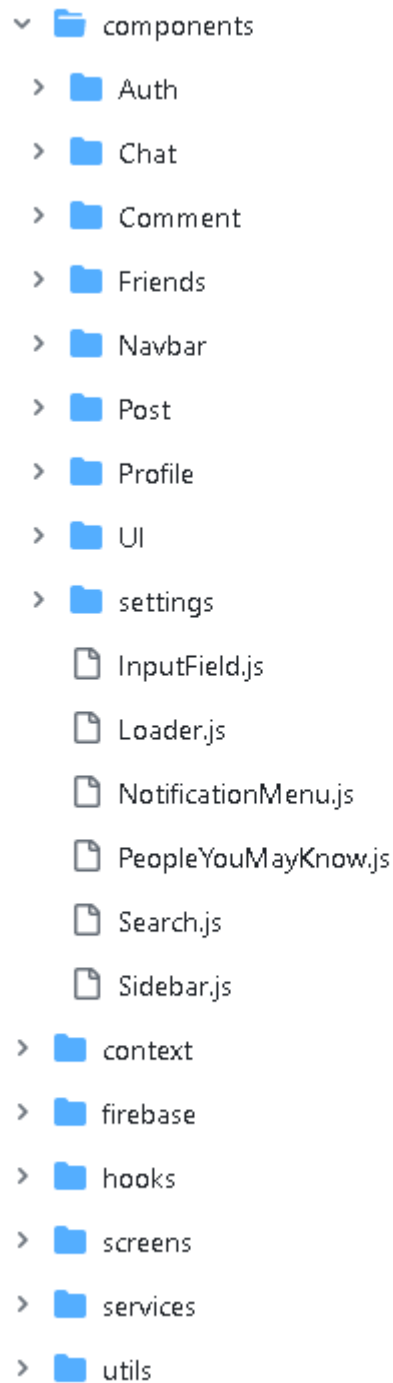 components
Auth
Chat
Comment
Friends
Navbar
Post
Profile
UI
settings
InputField.js
Loader.js
NotificationMenu.js
PeopleYouMayKnow.js
Search.js
Sidebar.js
context
firebase
hooks
screens
services
utils